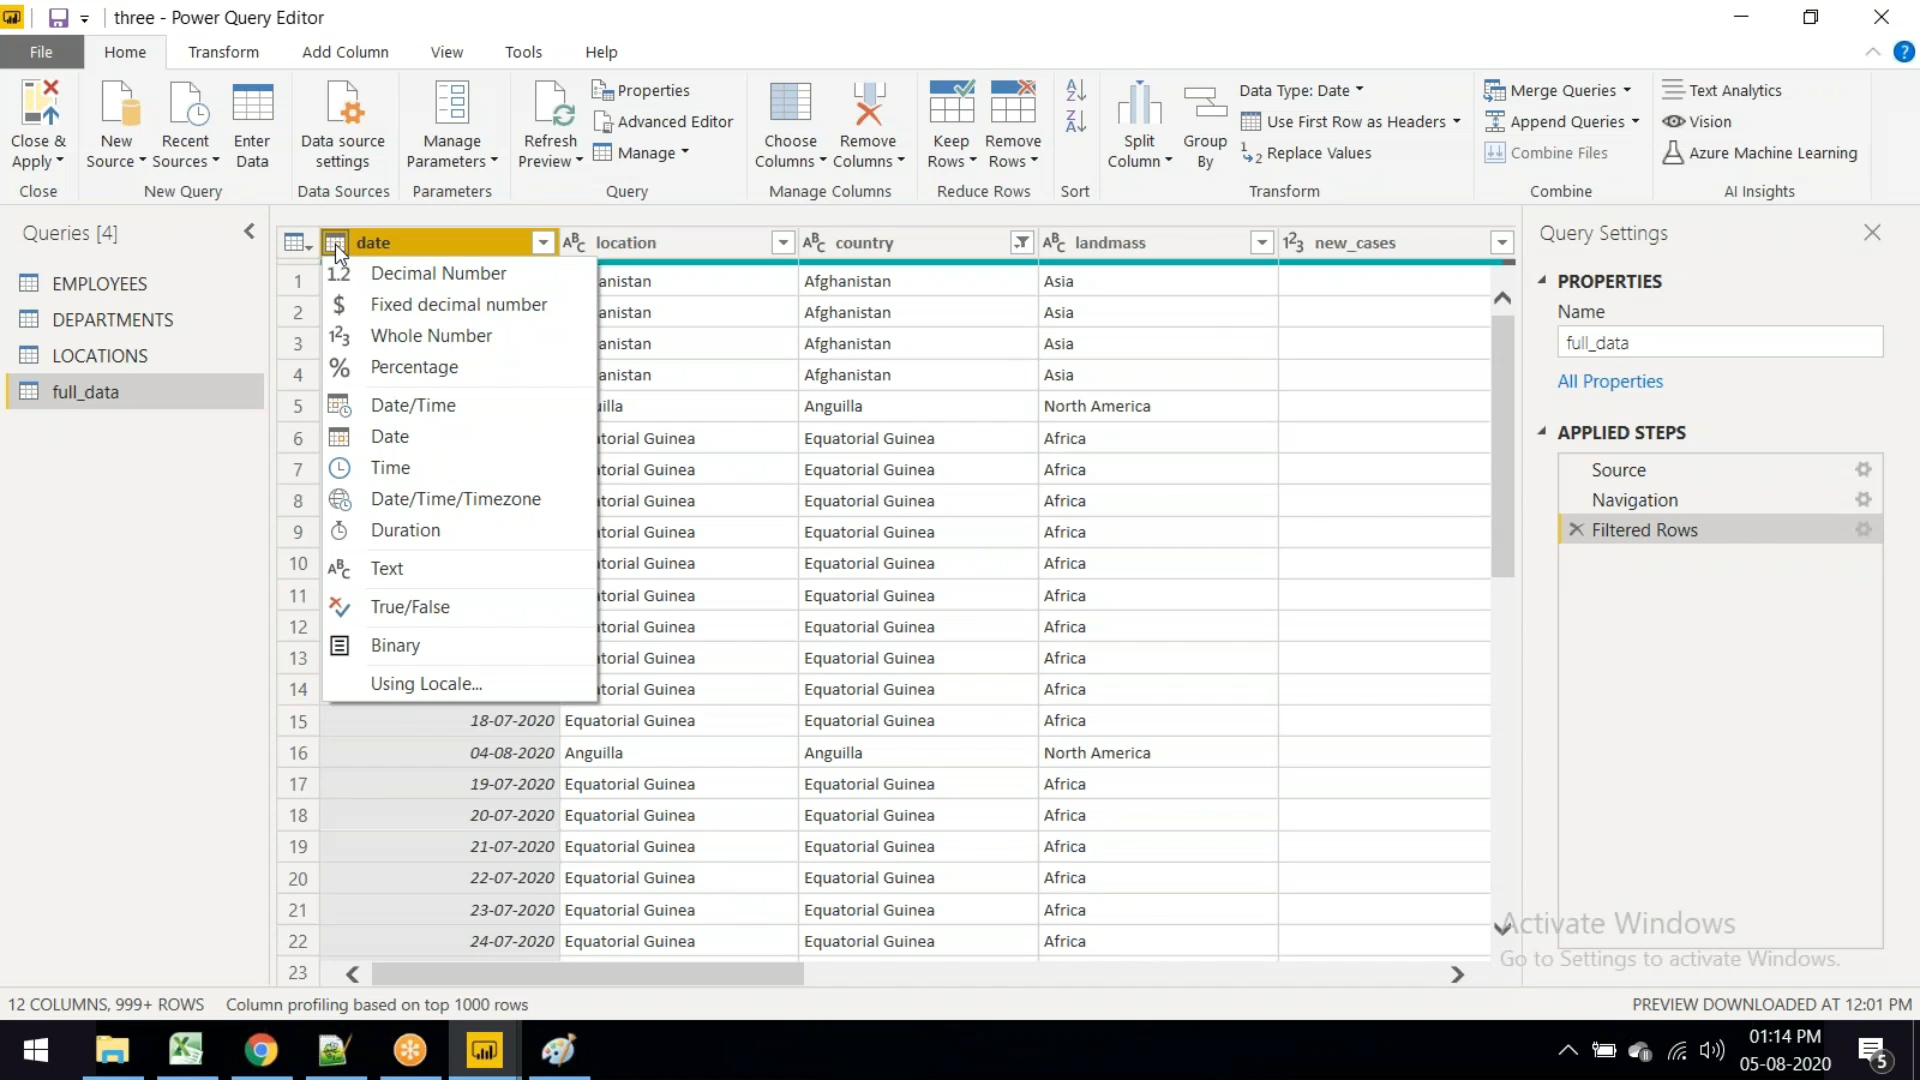 three - Power Query Editor
File Home Transform Add Column View Tools Help
Close & Apply
New Source
Recent Sources
Enter Data
Data source settings
Manage Parameters
Refresh Preview
Properties
Advanced Editor
Manage
Choose Columns
Remove Columns
Keep Rows
Remove Rows
Split Column
Group By
Data Type: Date
Use First Row as Headers
Replace Values
Merge Queries
Append Queries
Combine Files
Text Analytics
Vision
Azure Machine Learning
Close New Query Data Sources Parameters Query Manage Columns Reduce Rows Sort Transform Combine AI Insights
Queries [4]
EMPLOYEES
DEPARTMENTS
LOCATIONS
full_data
date ABC location ABC country ABC landmass 123 new_cases
1.2 Decimal Number
$ Fixed decimal number
123 Whole Number
% Percentage
Date/Time
Date
Time
Date/Time/Timezone
Duration
ABC Text
True/False
Binary
Using Locale...
1 anistan Afghanistan Asia
2 anistan Afghanistan Asia
3 anistan Afghanistan Asia
4 anistan Afghanistan Asia
5 illa Anguilla North America
6 torial Guinea Equatorial Guinea Africa
7 torial Guinea Equatorial Guinea Africa
8 torial Guinea Equatorial Guinea Africa
9 torial Guinea Equatorial Guinea Africa
10 torial Guinea Equatorial Guinea Africa
11 torial Guinea Equatorial Guinea Africa
12 torial Guinea Equatorial Guinea Africa
13 torial Guinea Equatorial Guinea Africa
14 torial Guinea Equatorial Guinea Africa
15 18-07-2020 Equatorial Guinea Equatorial Guinea Africa
16 04-08-2020 Anguilla Anguilla North America
17 19-07-2020 Equatorial Guinea Equatorial Guinea Africa
18 20-07-2020 Equatorial Guinea Equatorial Guinea Africa
19 21-07-2020 Equatorial Guinea Equatorial Guinea Africa
20 22-07-2020 Equatorial Guinea Equatorial Guinea Africa
21 23-07-2020 Equatorial Guinea Equatorial Guinea Africa
22 24-07-2020 Equatorial Guinea Equatorial Guinea Africa
23
Query Settings
PROPERTIES
Name
full_data
All Properties
APPLIED STEPS
Source
Navigation
Filtered Rows
Activate Windows
Go to Settings to activate Windows.
12 COLUMNS, 999+ ROWS Column profiling based on top 1000 rows
PREVIEW DOWNLOADED AT 12:01 PM
01:14 PM
05-08-2020
5